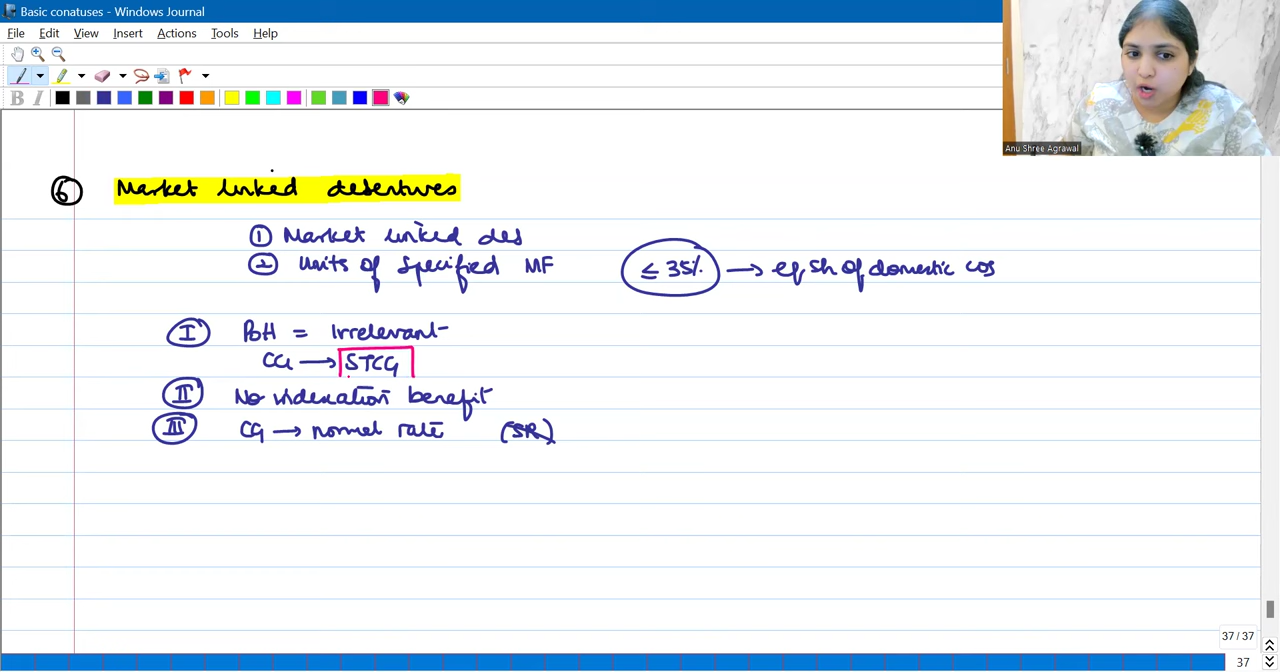 Basic conatuses - Windows Journal
File Edit View Insert Actions Tools Help
B I
Anu Shree Agrawal
6 Market linked debentures
1 Market linked deb
2 Units of Specified MF ≤ 35% → eq sh of domestic cos
I POH = Irrelevant
CG → STCG
II No indexation benefit
III CG → normal rate (SR)
37 / 37
37